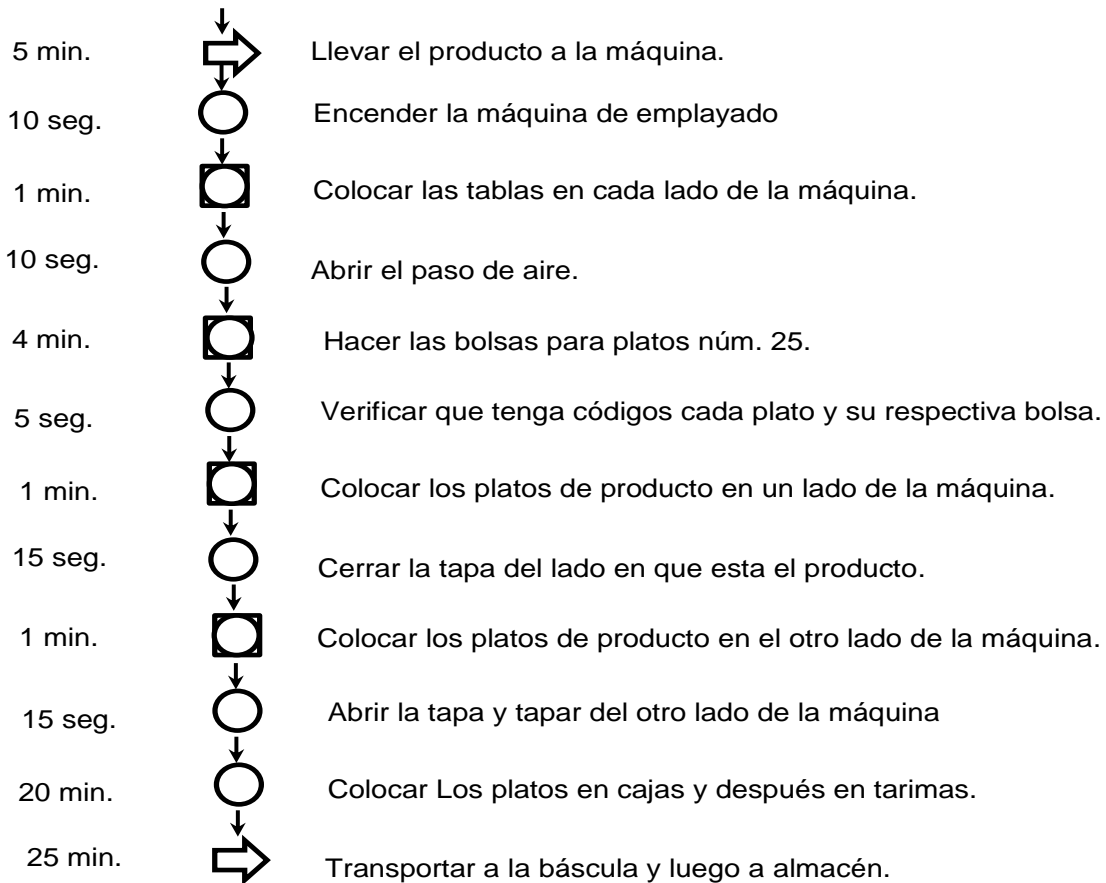 5 min. Llevar el producto a la máquina.
10 seg. Encender la máquina de emplayado
1 min. Colocar las tablas en cada lado de la máquina.
10 seg. Abrir el paso de aire.
4 min. Hacer las bolsas para platos núm. 25.
5 seg. Verificar que tenga códigos cada plato y su respectiva bolsa.
1 min. Colocar los platos de producto en un lado de la máquina.
15 seg. Cerrar la tapa del lado en que esta el producto.
1 min. Colocar los platos de producto en el otro lado de la máquina.
15 seg. Abrir la tapa y tapar del otro lado de la máquina
20 min. Colocar Los platos en cajas y después en tarimas.
25 min. Transportar a la báscula y luego a almacén.